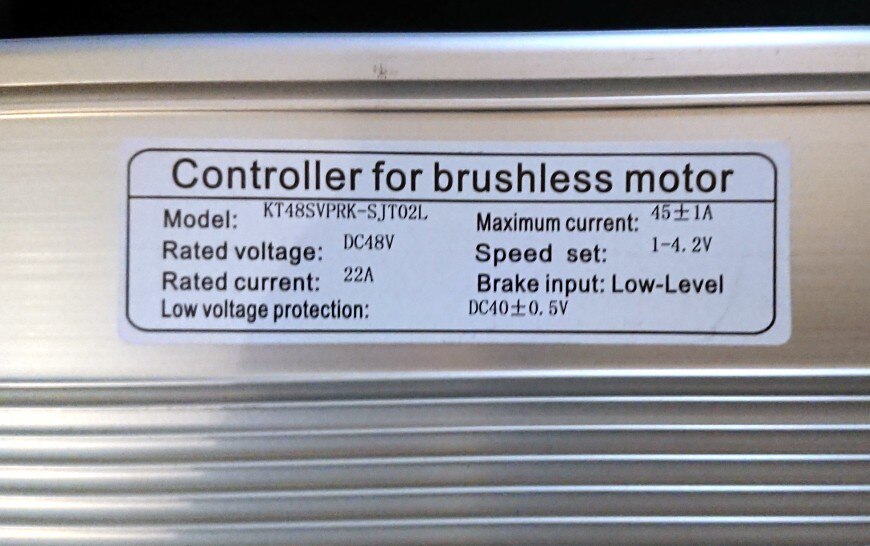 Controller for brushless motor
Model: KT48SVPRK-SJT02L
Maximum current: 45±1A
Rated voltage: DC48V
Speed set: 1-4.2V
Rated current: 22A
Brake input: Low-Level
Low voltage protection: DC40±0.5V